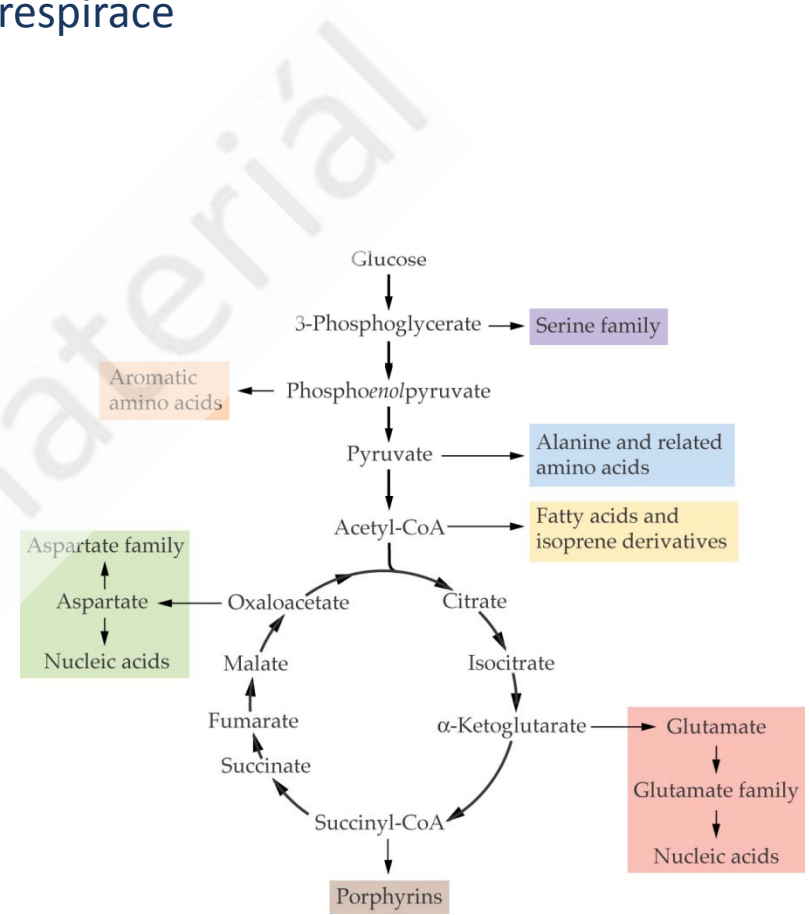 respirace
materiál
Glucose
3-Phosphoglycerate
Serine family
Aromatic
amino acids
Phosphoenolpyruvate
Pyruvate
Alanine and related
amino acids
Acetyl-CoA
Fatty acids and
isoprene derivatives
Aspartate family
Aspartate
Nucleic acids
Oxaloacetate
Citrate
Malate
Isocitrate
Fumarate
α-Ketoglutarate
Glutamate
Succinate
Glutamate family
Succinyl-CoA
Nucleic acids
Porphyrins